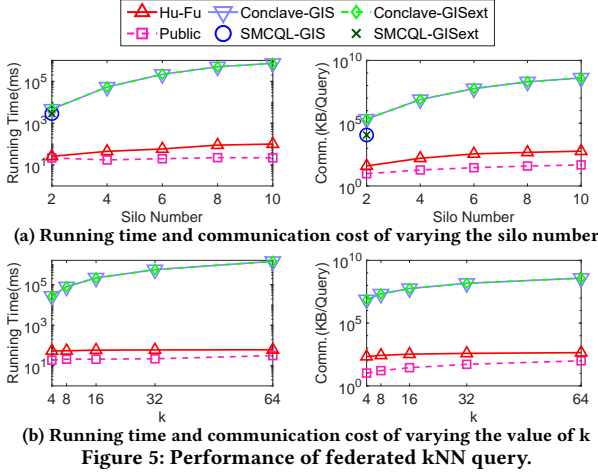 Hu-Fu Conclave-GIS Conclave-GISext
Public SMCQL-GIS SMCQL-GISext
Running Time(ms)
10^5
10^3
10^1
2 4 6 8 10
Silo Number
Comm.(KB/Query)
10^10
10^5
10^0
2 4 6 8 10
Silo Number
(a) Running time and communication cost of varying the silo number
Running Time(ms)
10^5
10^3
10^1
4 8 16 32 64
k
Comm.(KB/Query)
10^10
10^5
10^0
4 8 16 32 64
k
(b) Running time and communication cost of varying the value of k
Figure 5: Performance of federated kNN query.